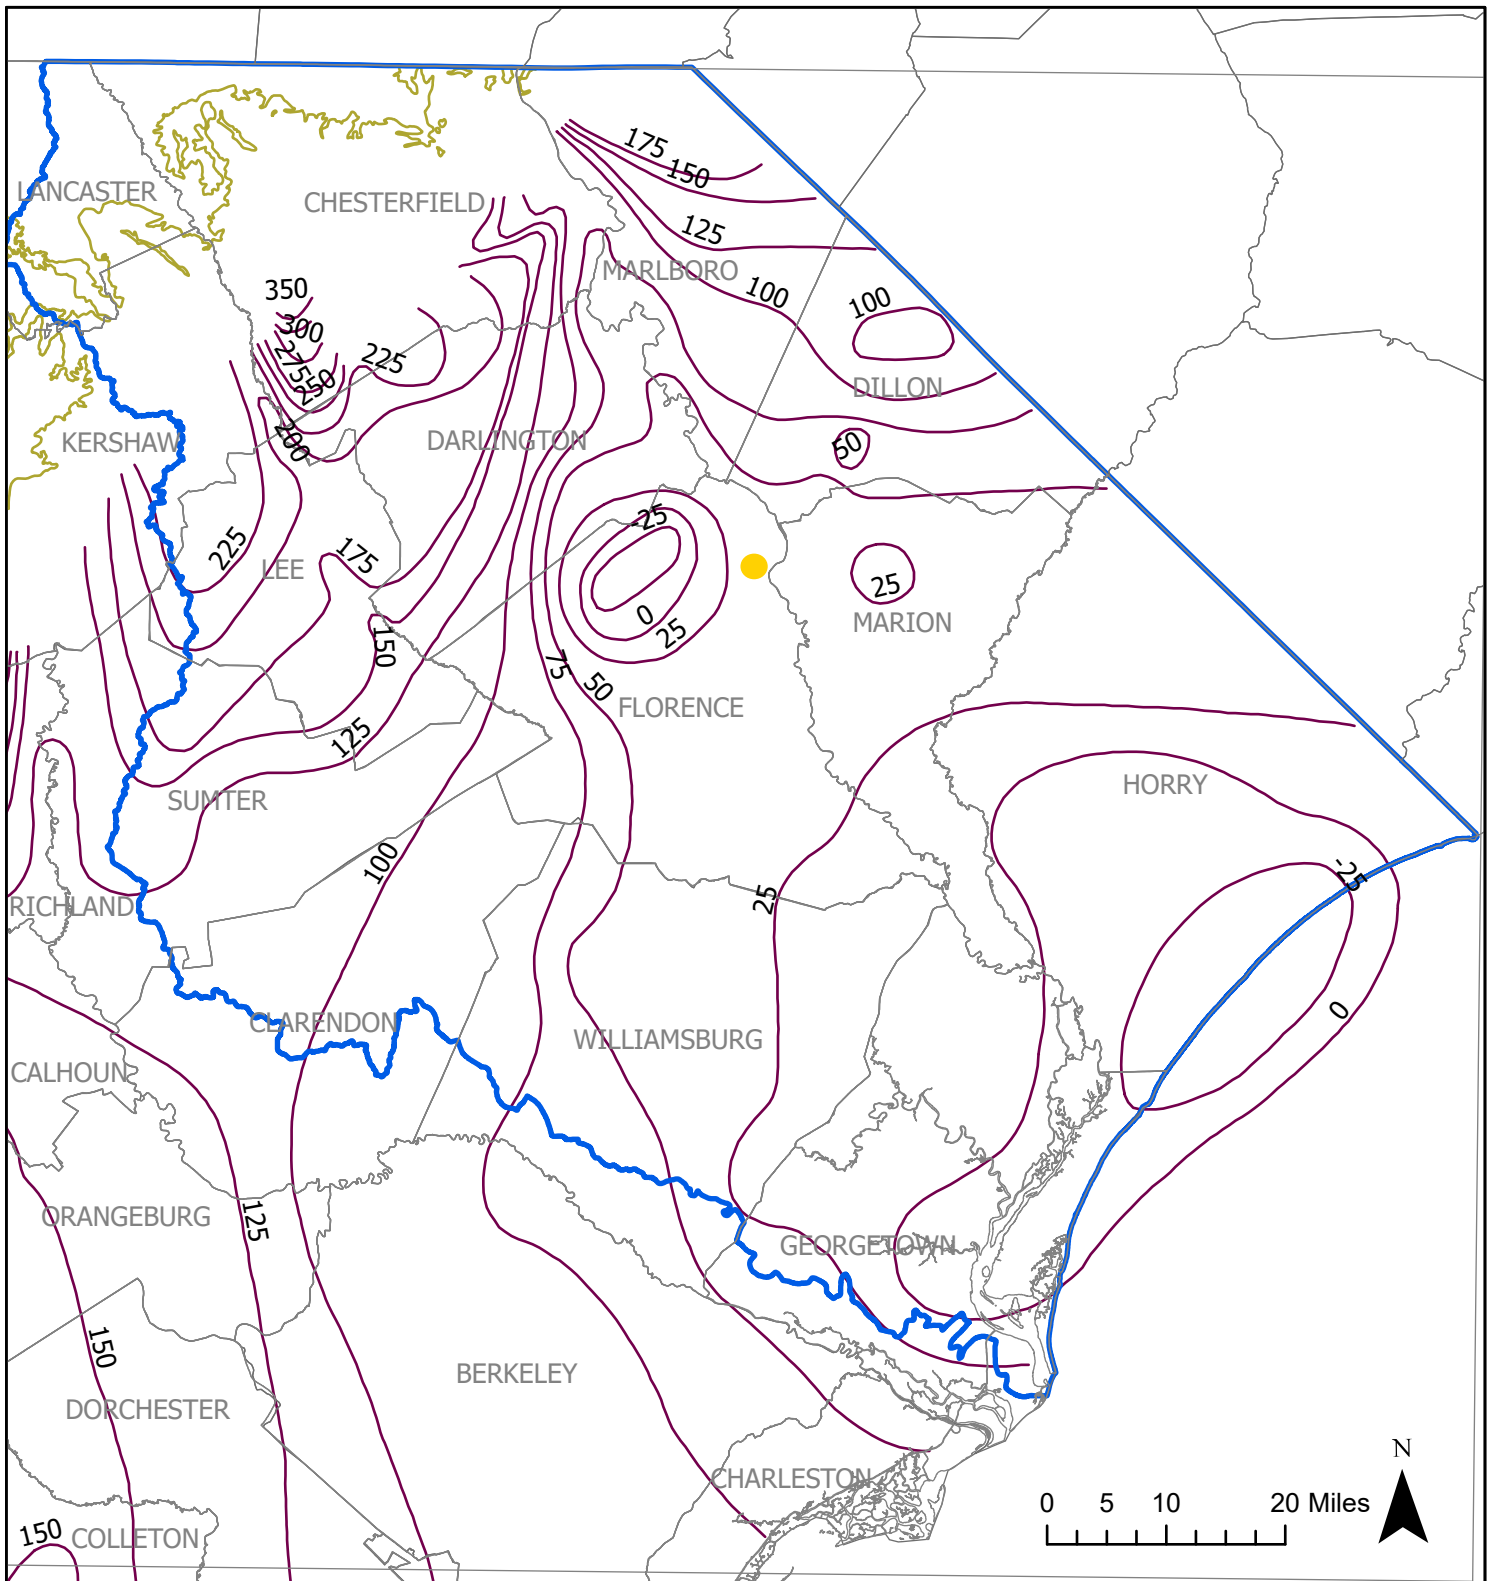 LANCASTER
CHESTERFIELD
175
150
125
MARLBORO
100
100
350
300
275
250
225
DILLON
KERSHAW
200
DARLINGTON
50
-25
225
LEE
175
25
0
25
MARION
150
75
50
FLORENCE
125
SUMTER
HORRY
100
25
-25
RICHLAND
0
CLARENDON
WILLIAMSBURG
CALHOUN
ORANGEBURG
125
GEORGETOWN
150
BERKELEY
DORCHESTER
CHARLESTON
150
COLLETON
N
0 5 10 20 Miles